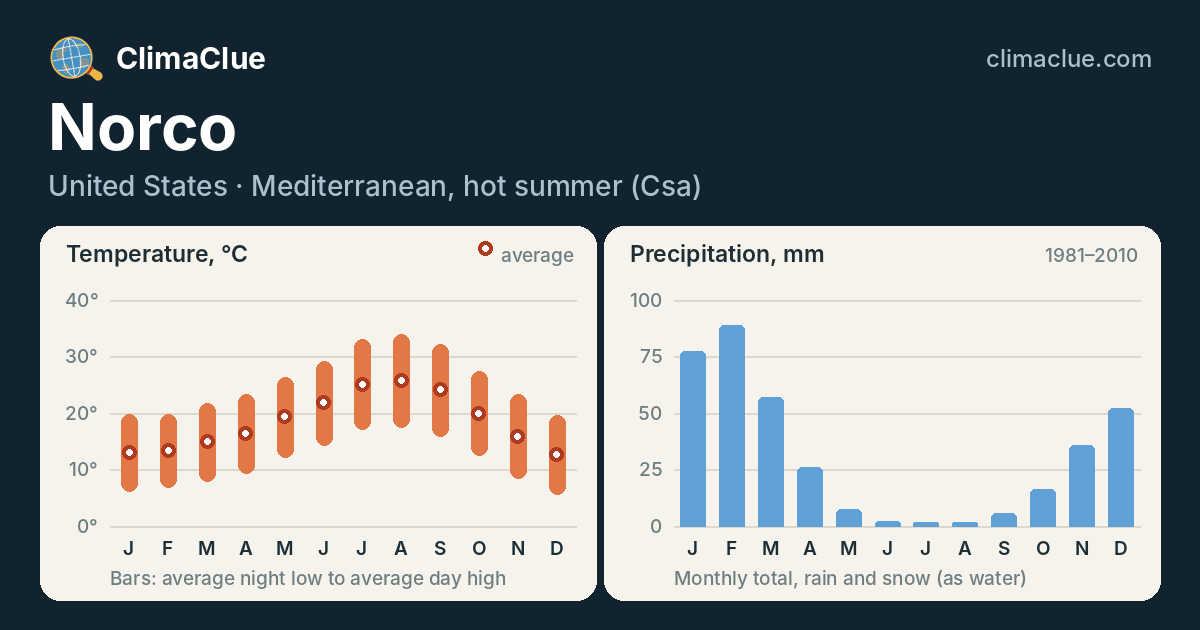 ClimaClue
climaclue.com
Norco
United States · Mediterranean, hot summer (Csa)
Temperature, °C
average
40°
30°
20°
10°
0°
J F M A M J J A S O N D
Bars: average night low to average day high
Precipitation, mm
1981–2010
100
75
50
25
0
J F M A M J J A S O N D
Monthly total, rain and snow (as water)